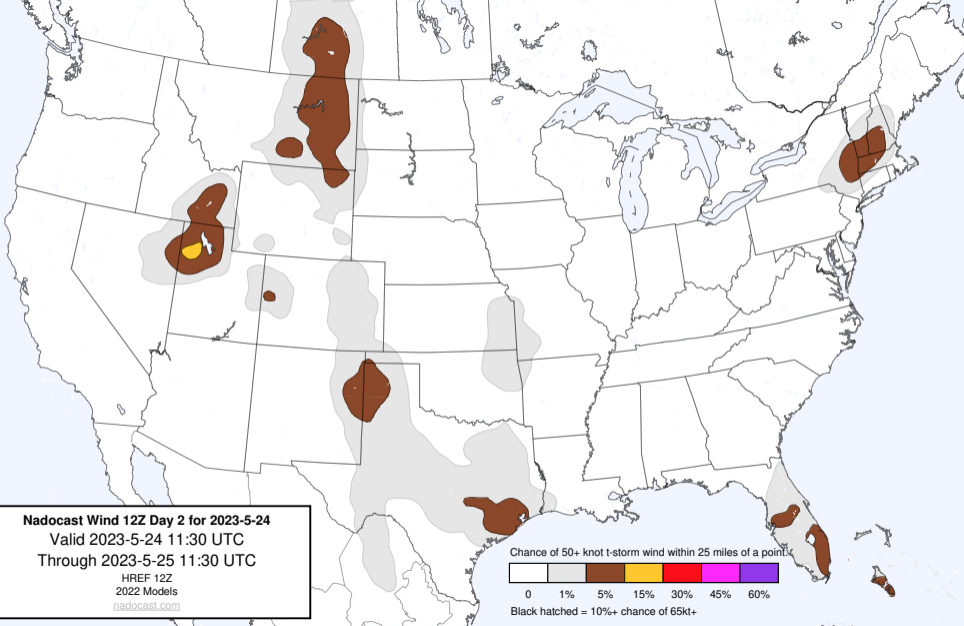 Nadocast Wind 12Z Day 2 for 2023-5-24
Valid 2023-5-24 11:30 UTC
Through 2023-5-25 11:30 UTC
HREF 12Z
2022 Models
nadocast.com
Chance of 50+ knot t-storm wind within 25 miles of a point.
0 1% 5% 15% 30% 45% 60%
Black hatched = 10%+ chance of 65kt+